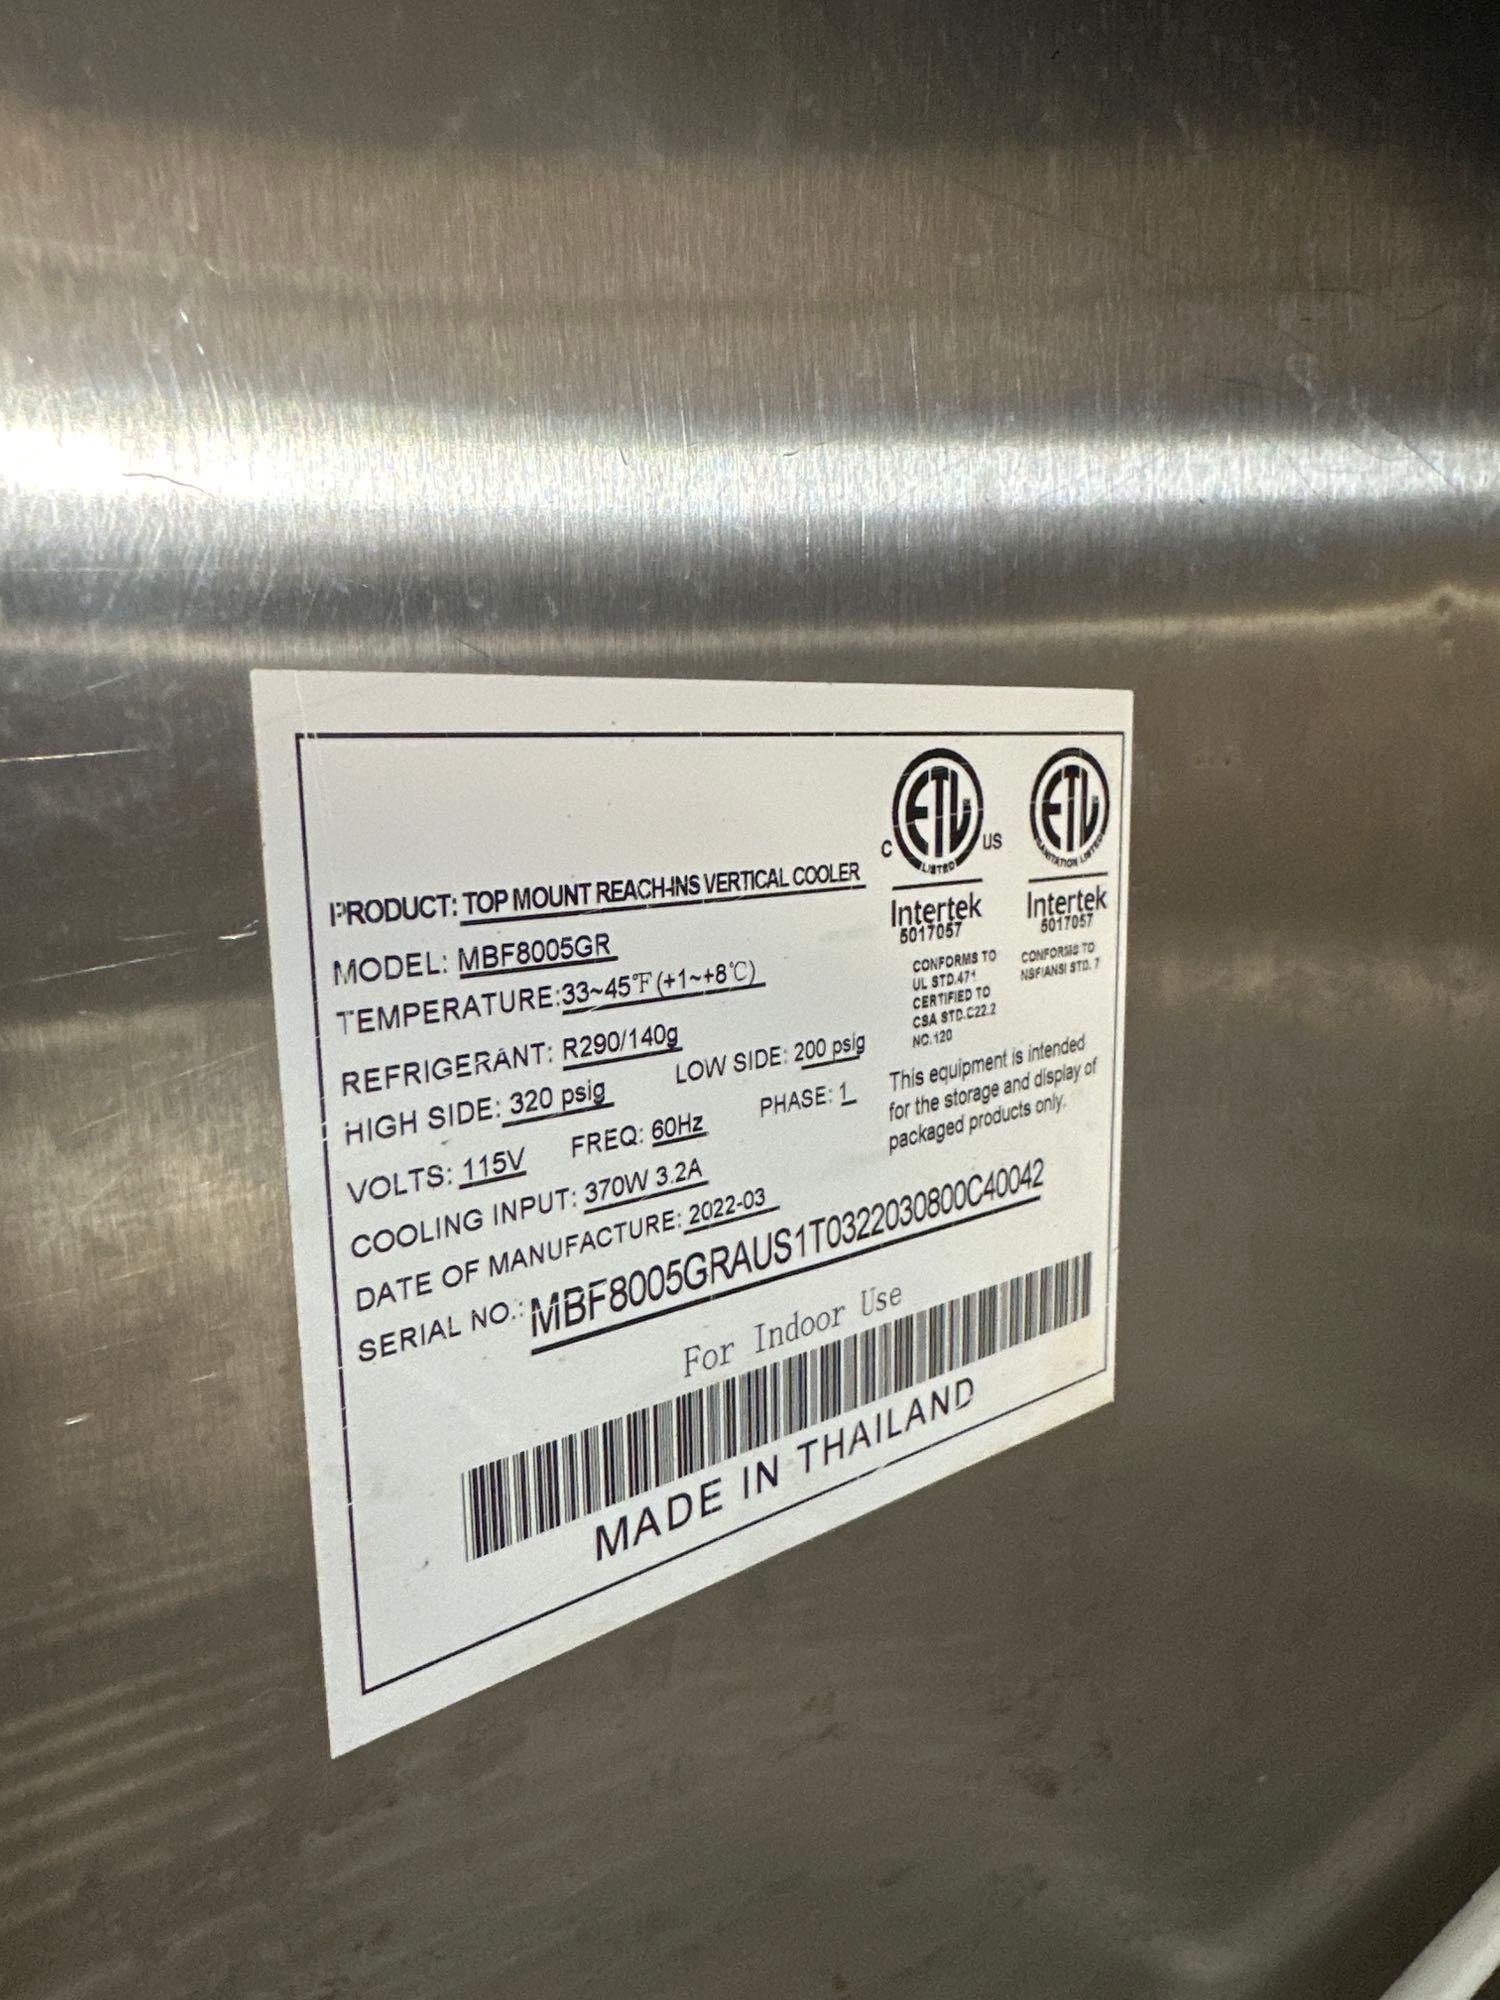 PRODUCT: TOP MOUNT REACH-INS VERTICAL COOLER
MODEL: MBF8005GR
TEMPERATURE:33~45℉(+1~+8℃)
REFRIGERANT: R290/140g
HIGH SIDE: 320 psig LOW SIDE: 200 psig
VOLTS: 115V FREQ: 60Hz PHASE: 1
COOLING INPUT: 370W 3.2A
DATE OF MANUFACTURE: 2022-03
SERIAL NO.: MBF8005GRAUS1T0322030800C40042
For Indoor Use
MADE IN THAILAND
C ETL US
LISTED
Intertek
5017057
CONFORMS TO
UL STD.471
CERTIFIED TO
CSA STD.C22.2
NO.120
ETL
SANITATION LISTED
Intertek
5017057
CONFORMS TO
NSF/ANSI STD. 7
This equipment is intended
for the storage and display of
packaged products only.